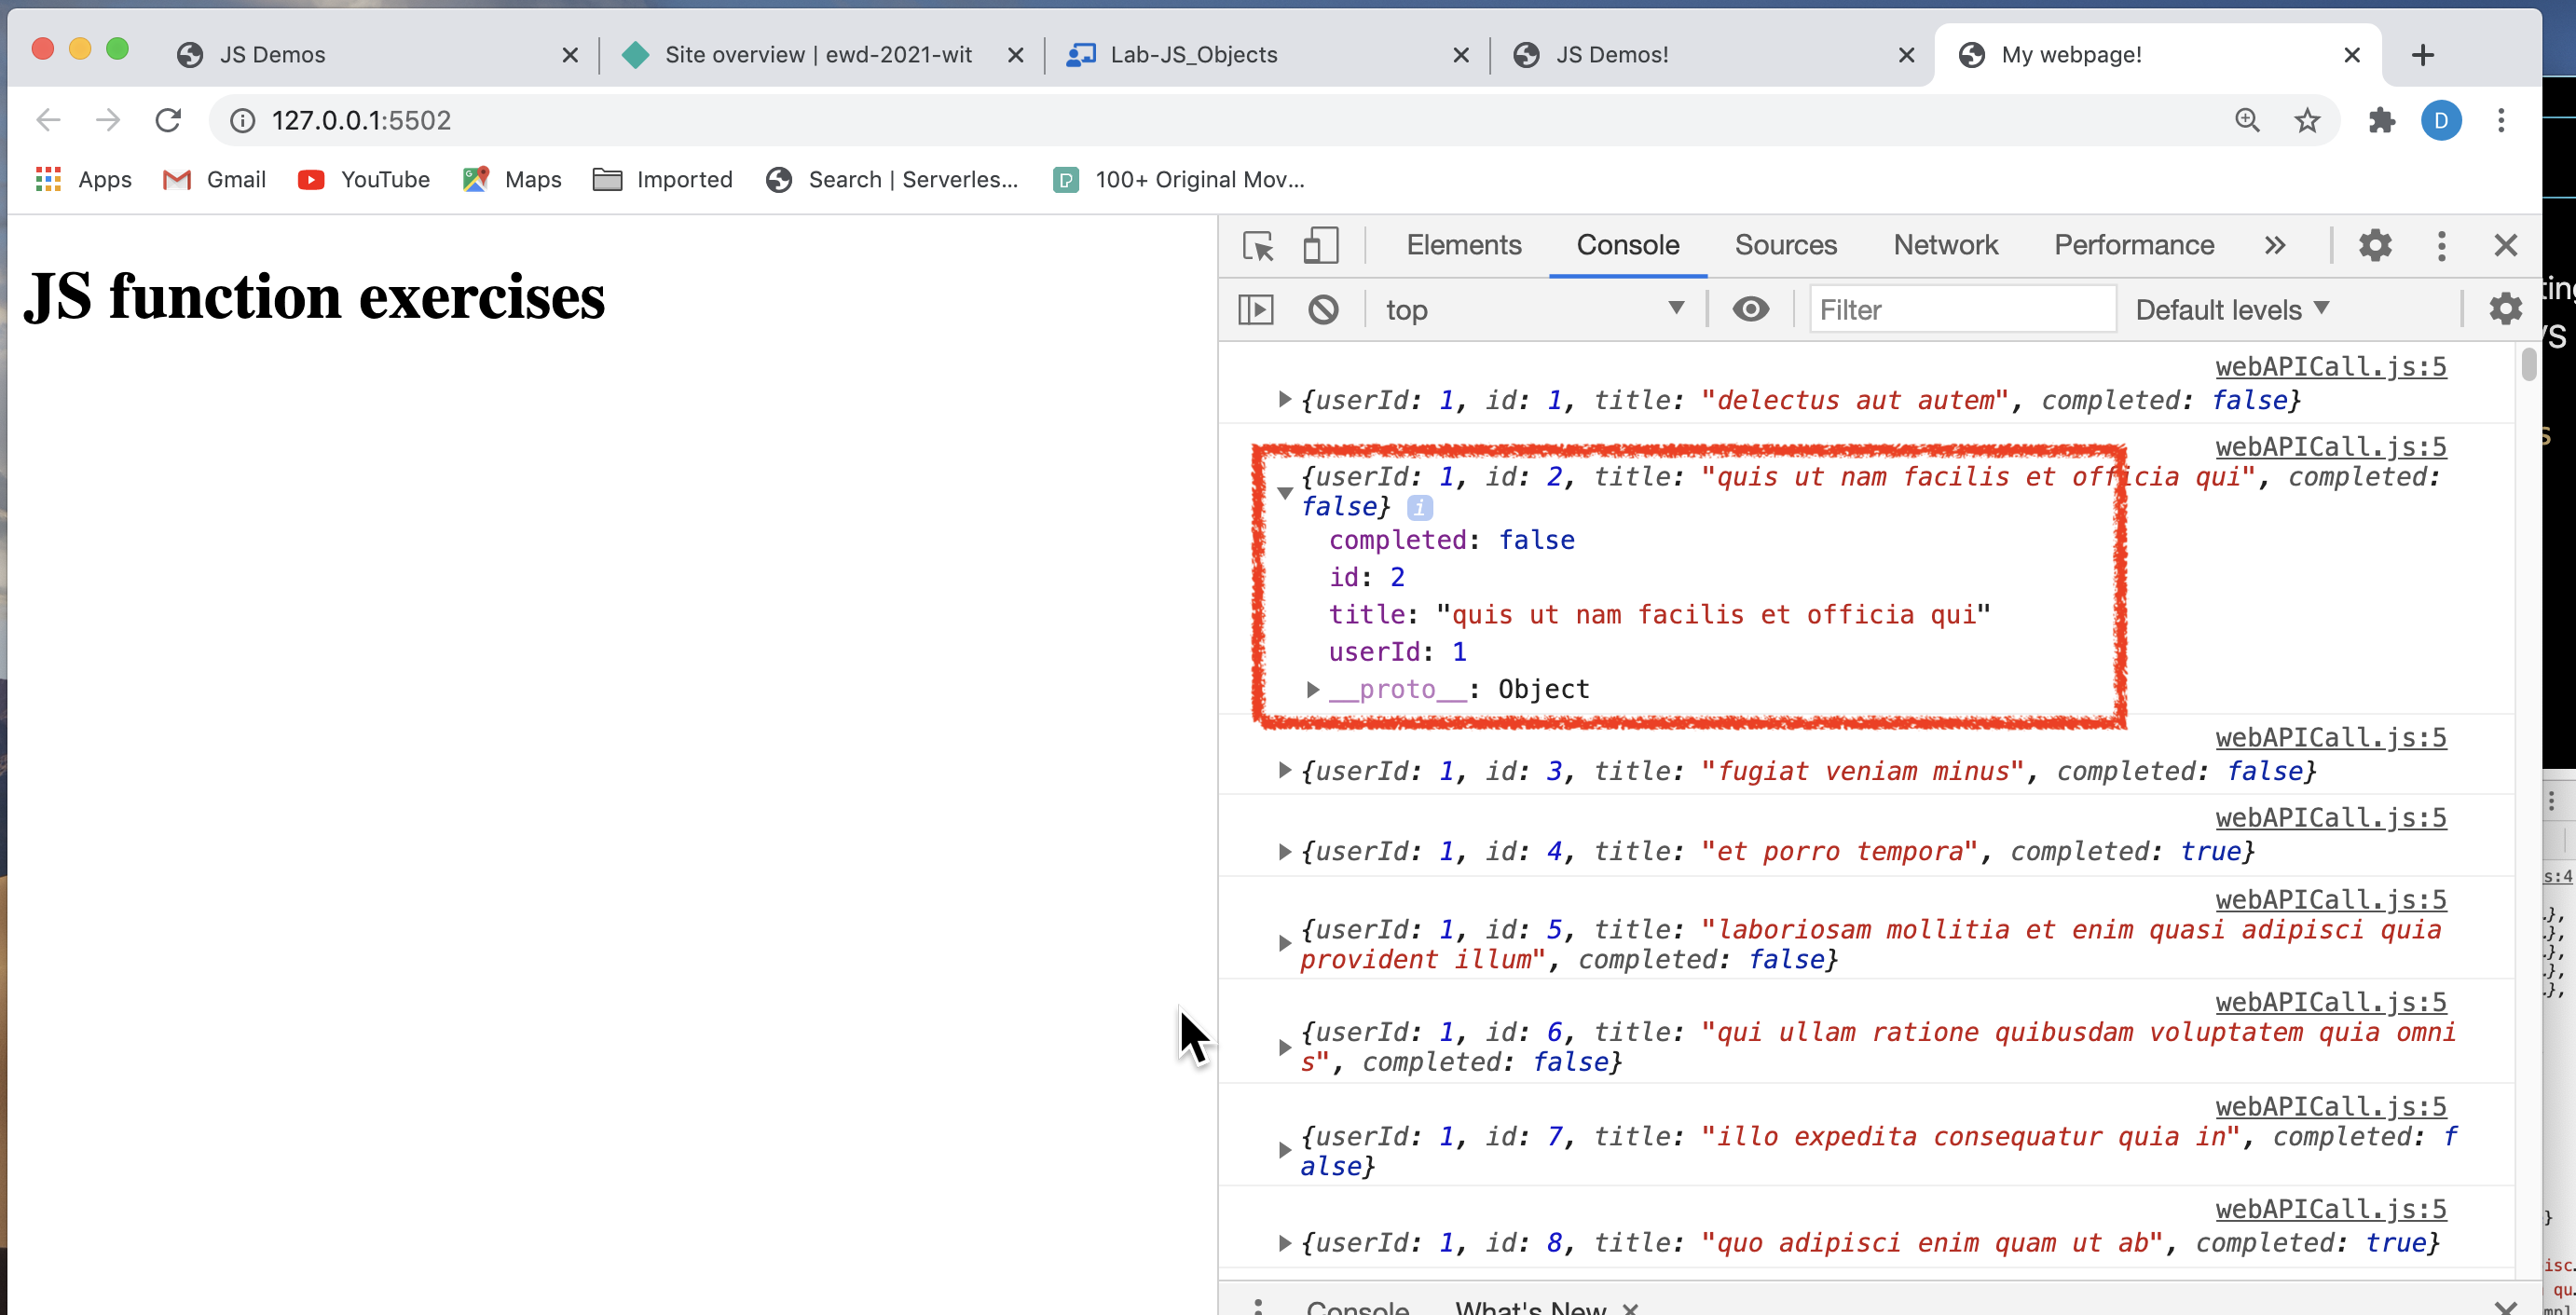 JS Demos
Site overview | ewd-2021-wit
Lab-JS_Objects
JS Demos!
My webpage!
127.0.0.1:5502
D
Apps
Gmail
YouTube
Maps
Imported
Search | Serverles...
100+ Original Mov...
JS function exercises
Elements
Console
Sources
Network
Performance
top
Filter
Default levels
webAPICall.js:5
{userId: 1, id: 1, title: "delectus aut autem", completed: false}
webAPICall.js:5
{userId: 1, id: 2, title: "quis ut nam facilis et officia qui", completed:
false} i
completed: false
id: 2
title: "quis ut nam facilis et officia qui"
userId: 1
__proto__: Object
webAPICall.js:5
{userId: 1, id: 3, title: "fugiat veniam minus", completed: false}
webAPICall.js:5
{userId: 1, id: 4, title: "et porro tempora", completed: true}
webAPICall.js:5
{userId: 1, id: 5, title: "laboriosam mollitia et enim quasi adipisci quia
provident illum", completed: false}
webAPICall.js:5
{userId: 1, id: 6, title: "qui ullam ratione quibusdam voluptatem quia omni
s", completed: false}
webAPICall.js:5
{userId: 1, id: 7, title: "illo expedita consequatur quia in", completed: f
alse}
webAPICall.js:5
{userId: 1, id: 8, title: "quo adipisci enim quam ut ab", completed: true}
Console
What's New